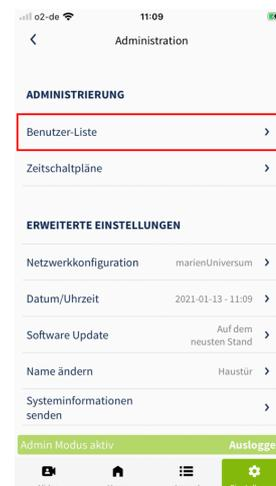 o2-de 11:09
Administration
ADMINISTRIERUNG
Benutzer-Liste
Zeitschaltpläne
ERWEITERTE EINSTELLUNGEN
Netzwerkkonfiguration marienUniversum
Datum/Uhrzeit 2021-01-13 - 11:09
Software Update Auf dem
neusten Stand
Name ändern Haustür
Systeminformationen
senden
Admin Modus aktiv Auslogge